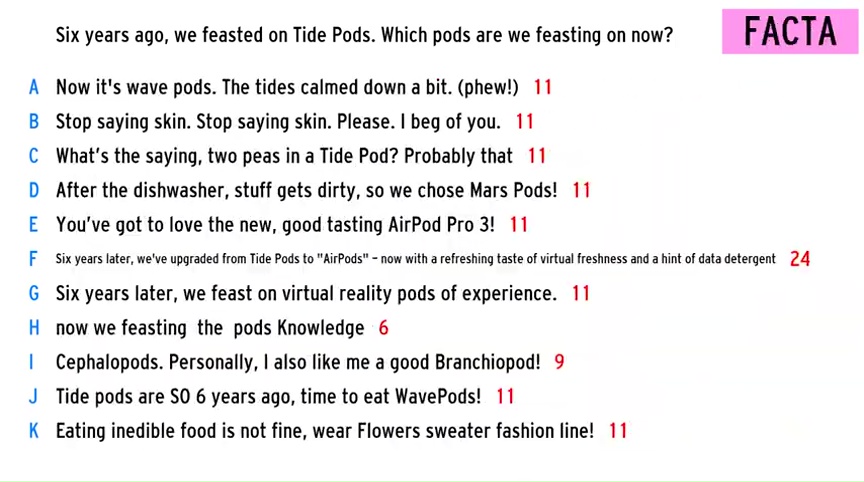 Six years ago, we feasted on Tide Pods. Which pods are we feasting on now?
FACTA
A Now it's wave pods. The tides calmed down a bit. (phew!) 11
B Stop saying skin. Stop saying skin. Please. I beg of you. 11
C What's the saying, two peas in a Tide Pod? Probably that 11
D After the dishwasher, stuff gets dirty, so we chose Mars Pods! 11
E You've got to love the new, good tasting AirPod Pro 3! 11
F Six years later, we've upgraded from Tide Pods to "AirPods" – now with a refreshing taste of virtual freshness and a hint of data detergent 24
G Six years later, we feast on virtual reality pods of experience. 11
H now we feasting the pods Knowledge 6
I Cephalopods. Personally, I also like me a good Branchiopod! 9
J Tide pods are SO 6 years ago, time to eat WavePods! 11
K Eating inedible food is not fine, wear Flowers sweater fashion line! 11